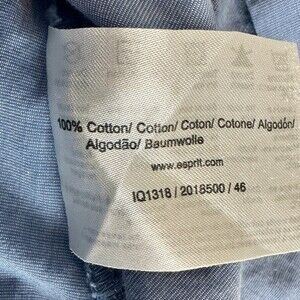 100% Cotton/ Cotton/ Coton/ Cotone/ Algodón/
Algodão/ Baumwolle
www.esprit.com
IQ1318 / 2018500 / 46